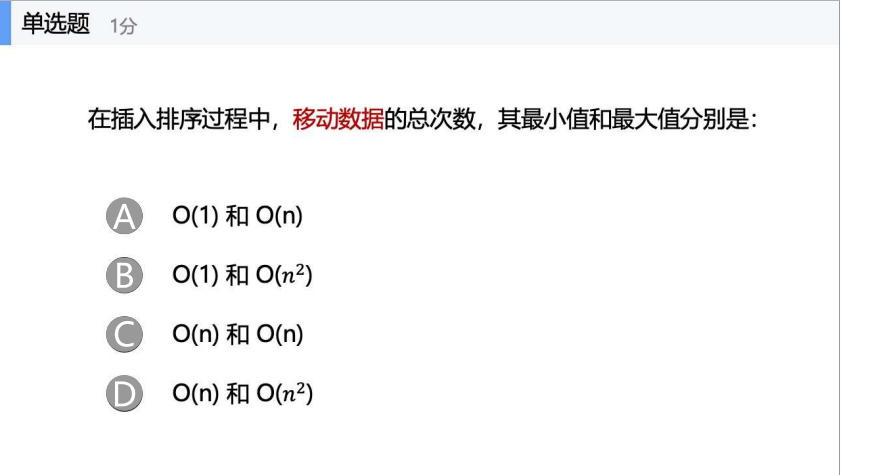 单选题 1分
在插入排序过程中，移动数据的总次数，其最小值和最大值分别是：
A O(1) 和 O(n)
B O(1) 和 O(n²)
C O(n) 和 O(n)
D O(n) 和 O(n²)